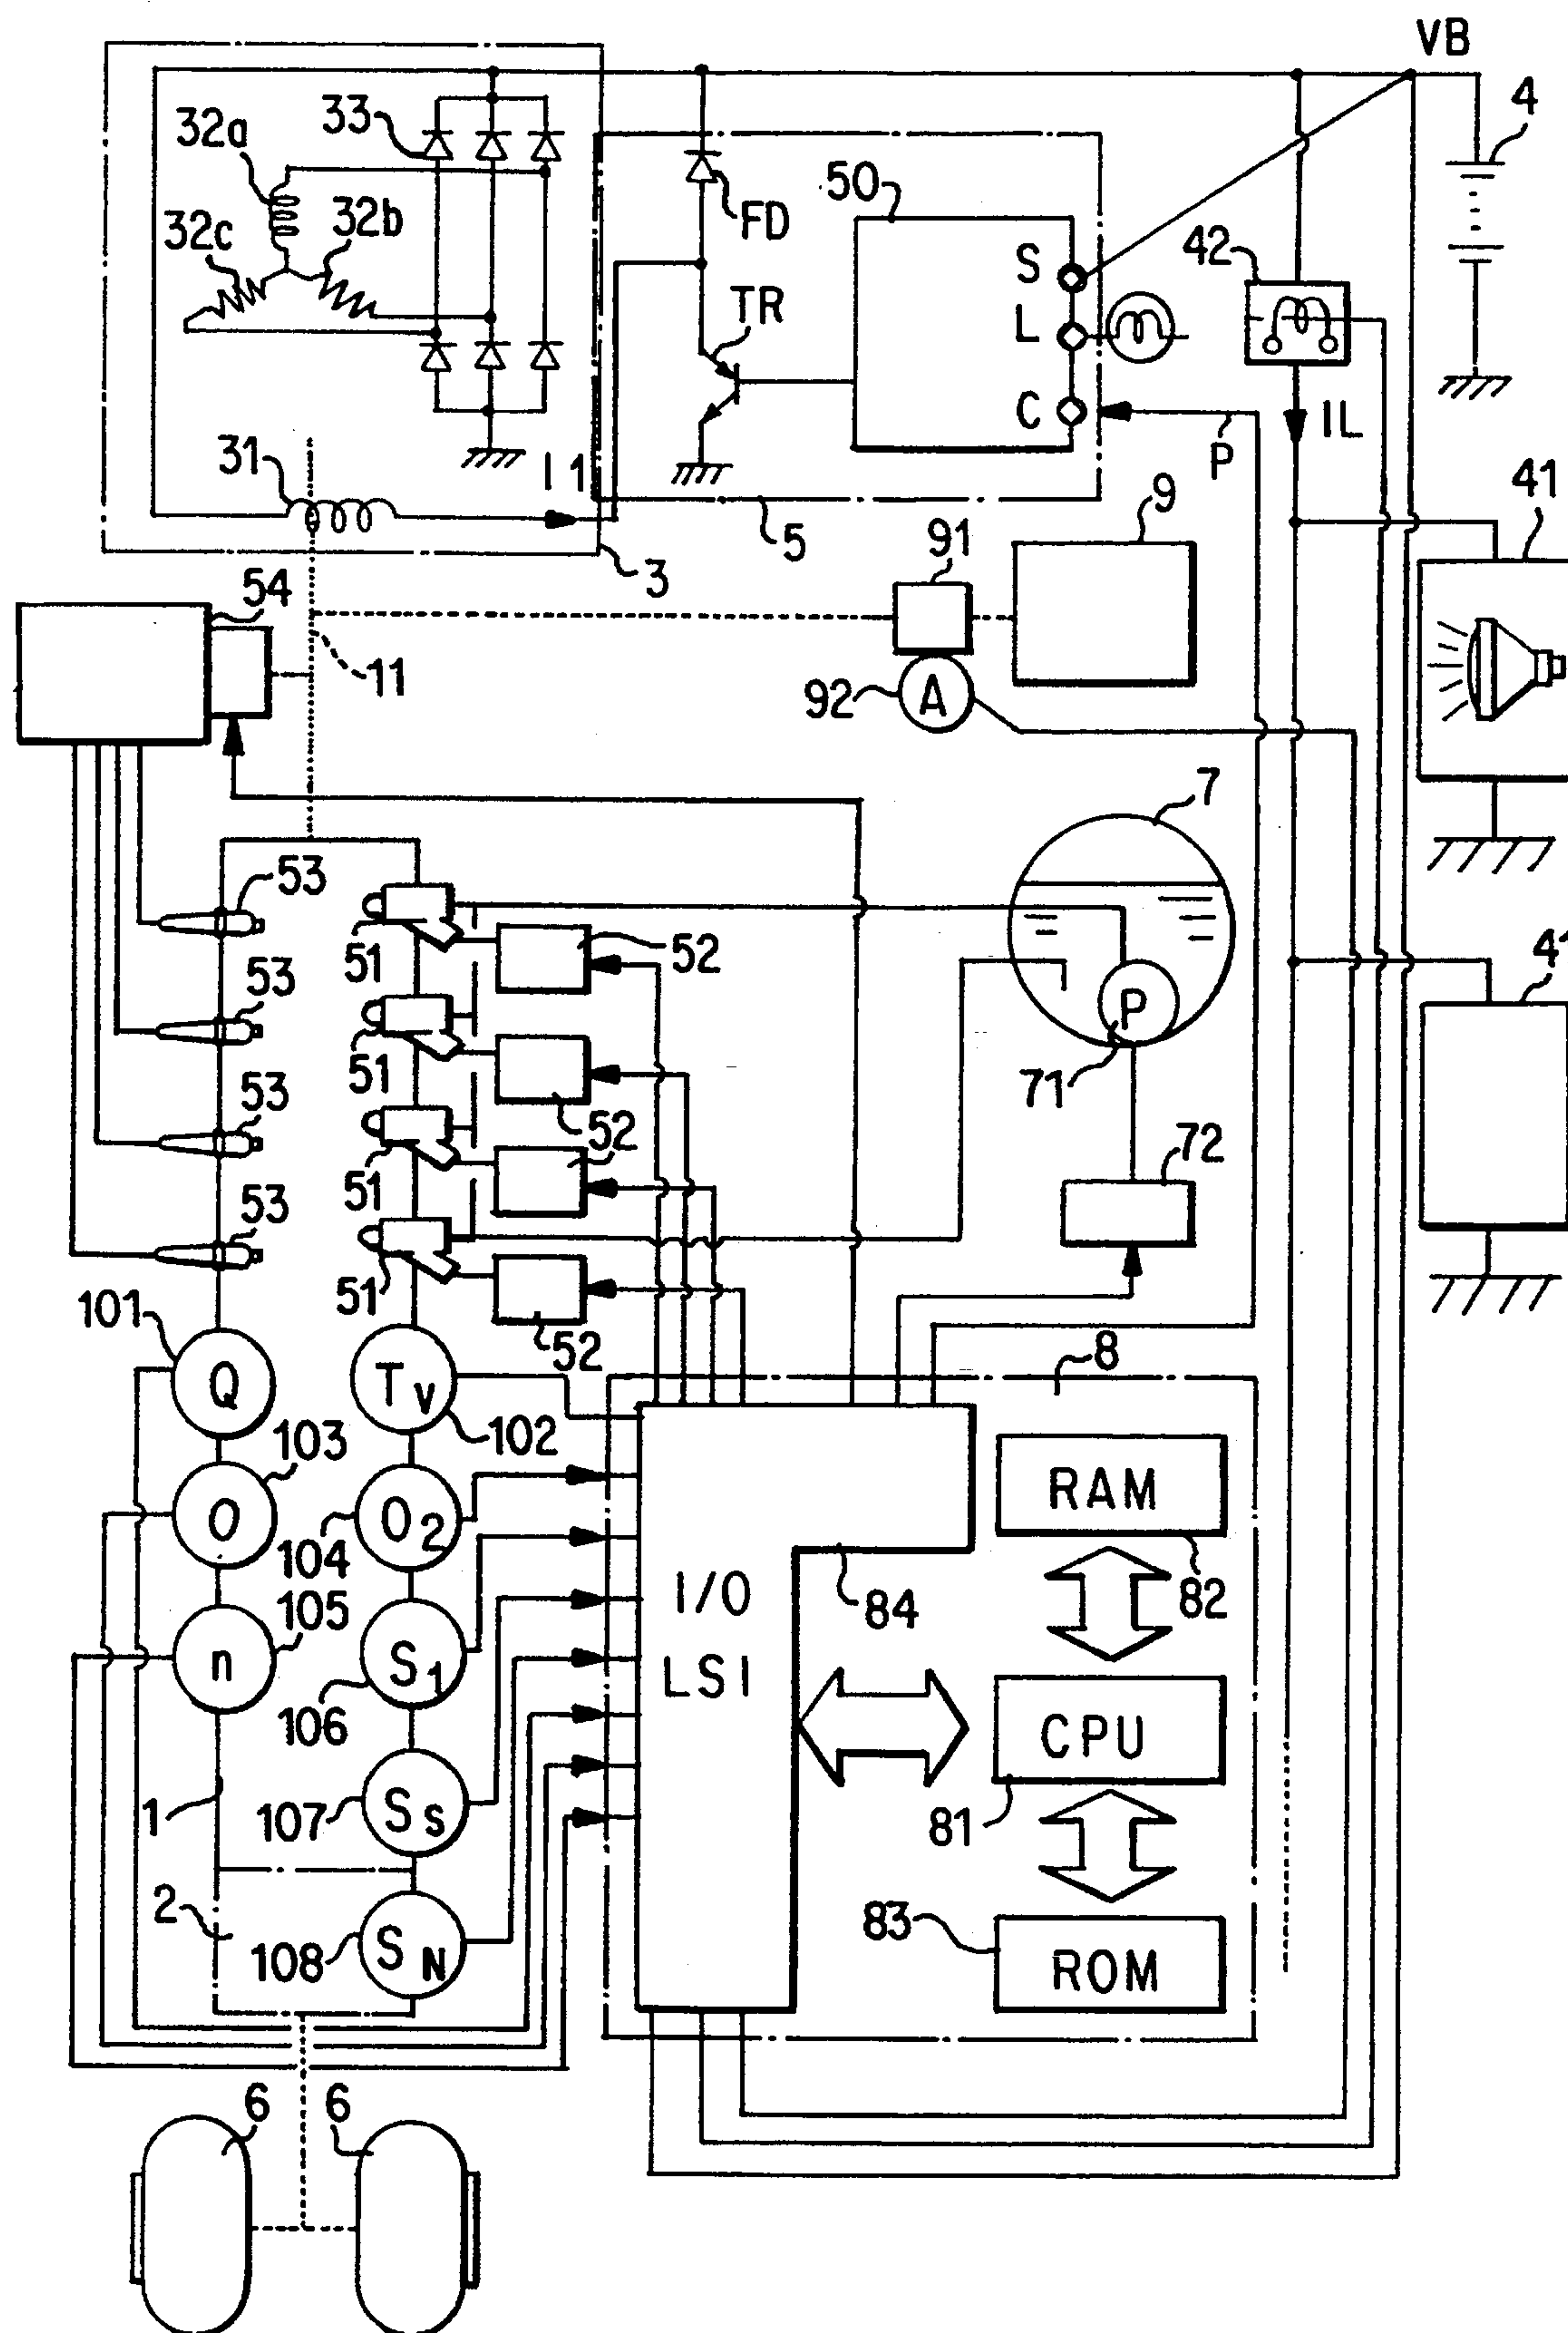 VB
4
33
32a
32b
32c
FD
50
S
L
C
42
TR
IL
P
31
I1
5
3
9
91
41
54
11
92
A
7
53
51
52
53
51
P
71
41
53
51
52
52
72
53
51
52
101
Q
TV
102
8
103
O
104
O2
RAM
82
I/O
LSI
84
105
n
106
S1
CPU
81
1
107
SS
2
108
SN
83
ROM
6
6